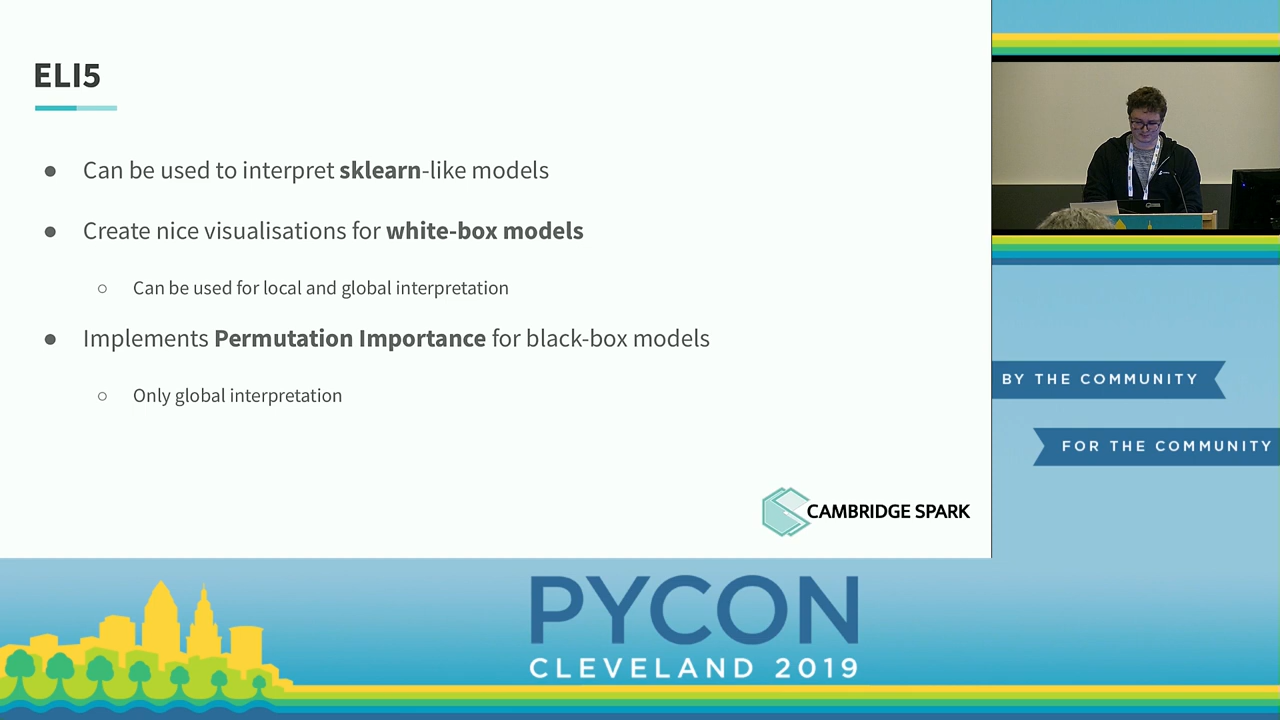 ELI5
● Can be used to interpret sklearn-like models
● Create nice visualisations for white-box models
○ Can be used for local and global interpretation
● Implements Permutation Importance for black-box models
○ Only global interpretation
CAMBRIDGE SPARK
BY THE COMMUNITY
FOR THE COMMUNITY
PYCON
CLEVELAND 2019